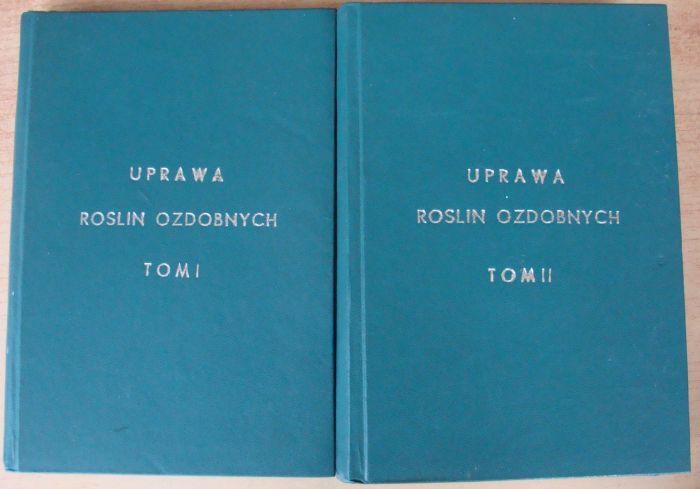 UPRAWA
ROSLIN OZDOBNYCH
TOM I
UPRAWA
ROSLIN OZDOBNYCH
TOM II